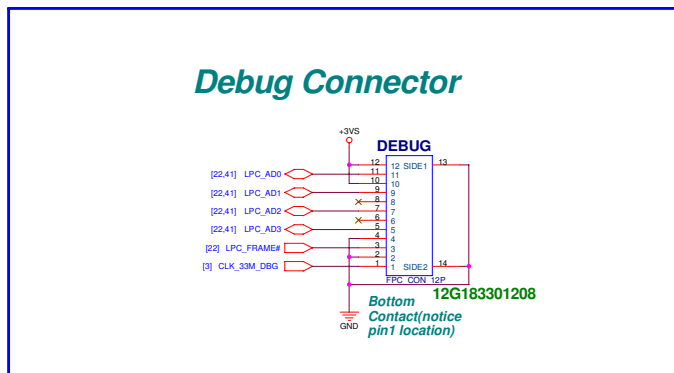 Debug Connector
+3VS
DEBUG
12 12 SIDE1 13
[22,41] LPC_AD0 11 11
10 10
[22,41] LPC_AD1 9 9
8 8
[22,41] LPC_AD2 7 7
6 6
[22,41] LPC_AD3 5 5
4 4
[22] LPC_FRAME# 3 3
2 2
[3] CLK_33M_DBG 1 1 SIDE2 14
FPC_CON_12P
12G183301208
GND
Bottom
Contact(notice
pin1 location)